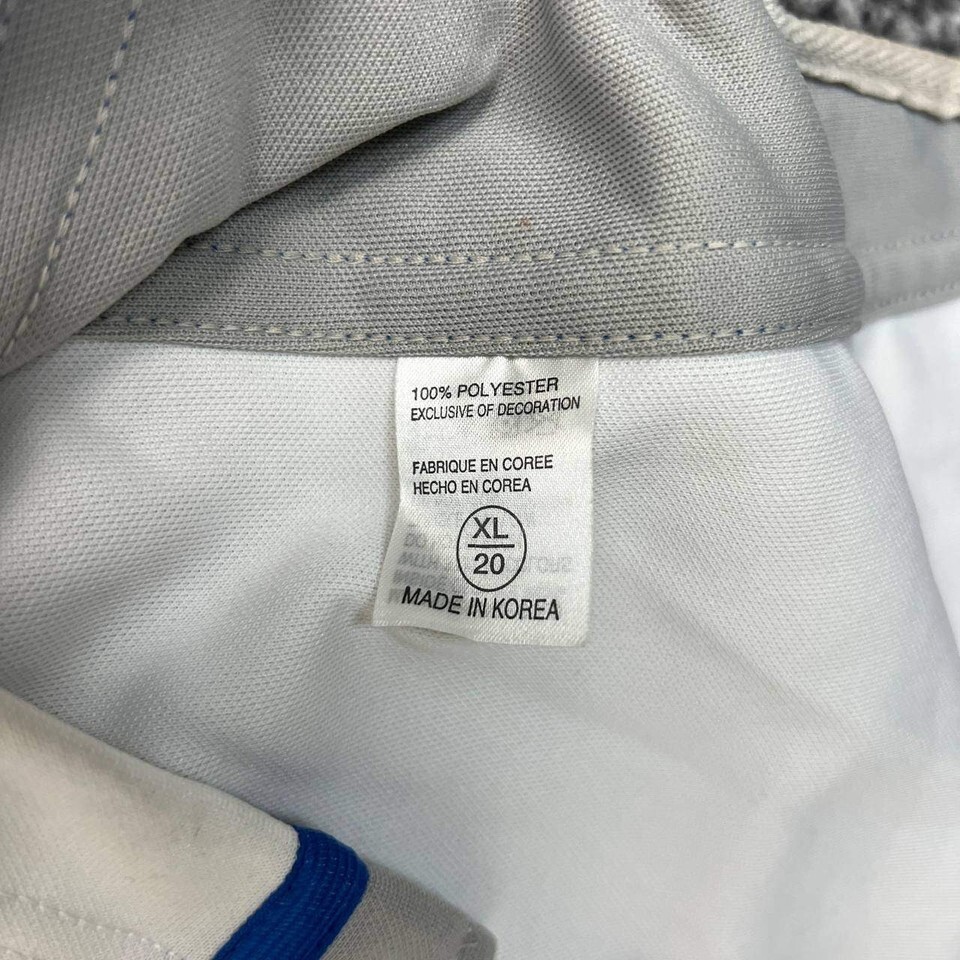 100% POLYESTER
EXCLUSIVE OF DECORATION
FABRIQUE EN COREE
HECHO EN COREA
XL
20
MADE IN KOREA